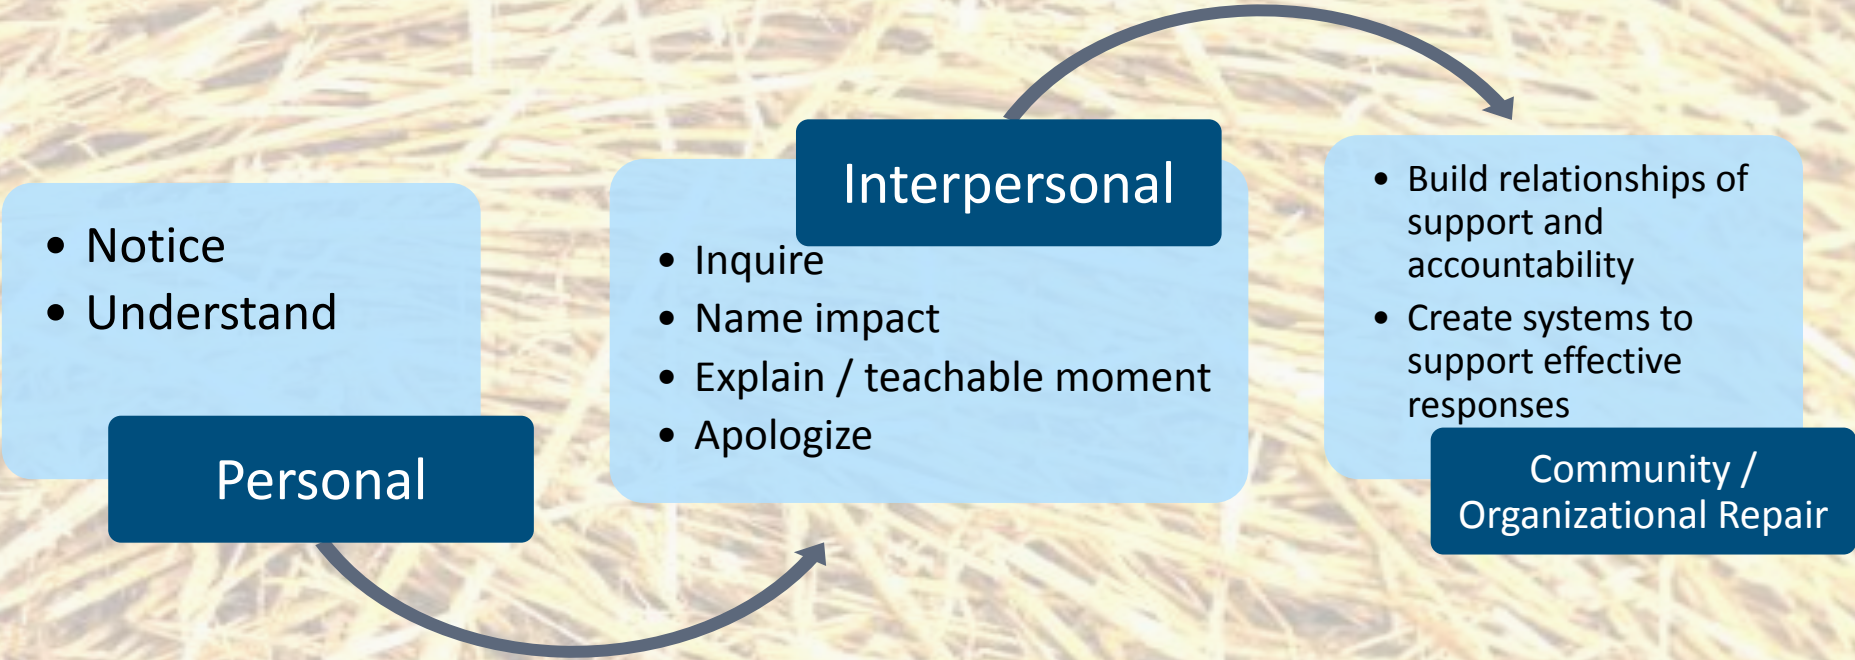 • Notice
• Understand
Personal
Interpersonal
• Inquire
• Name impact
• Explain / teachable moment
• Apologize
• Build relationships of
support and
accountability
• Create systems to
support effective
responses
Community /
Organizational Repair